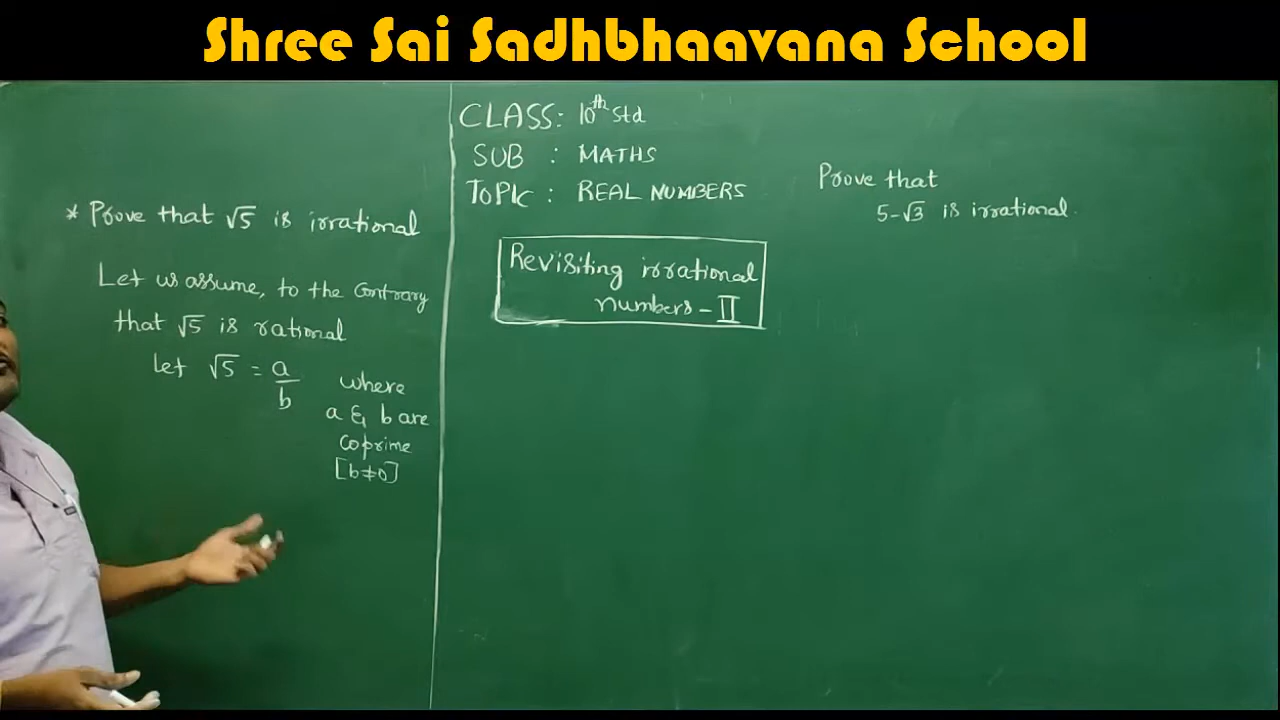 Shree Sai Sadhbhaavana School
* Prove that √5 is irrational
Let us assume, to the Contrary
that √5 is rational
let √5 = a/b where
a & b are
coprime
[b≠0]
CLASS: 10th Std
SUB : MATHS
TOPIC : REAL NUMBERS
Revisiting irrational
numbers - II
Prove that
5-√3 is irrational.